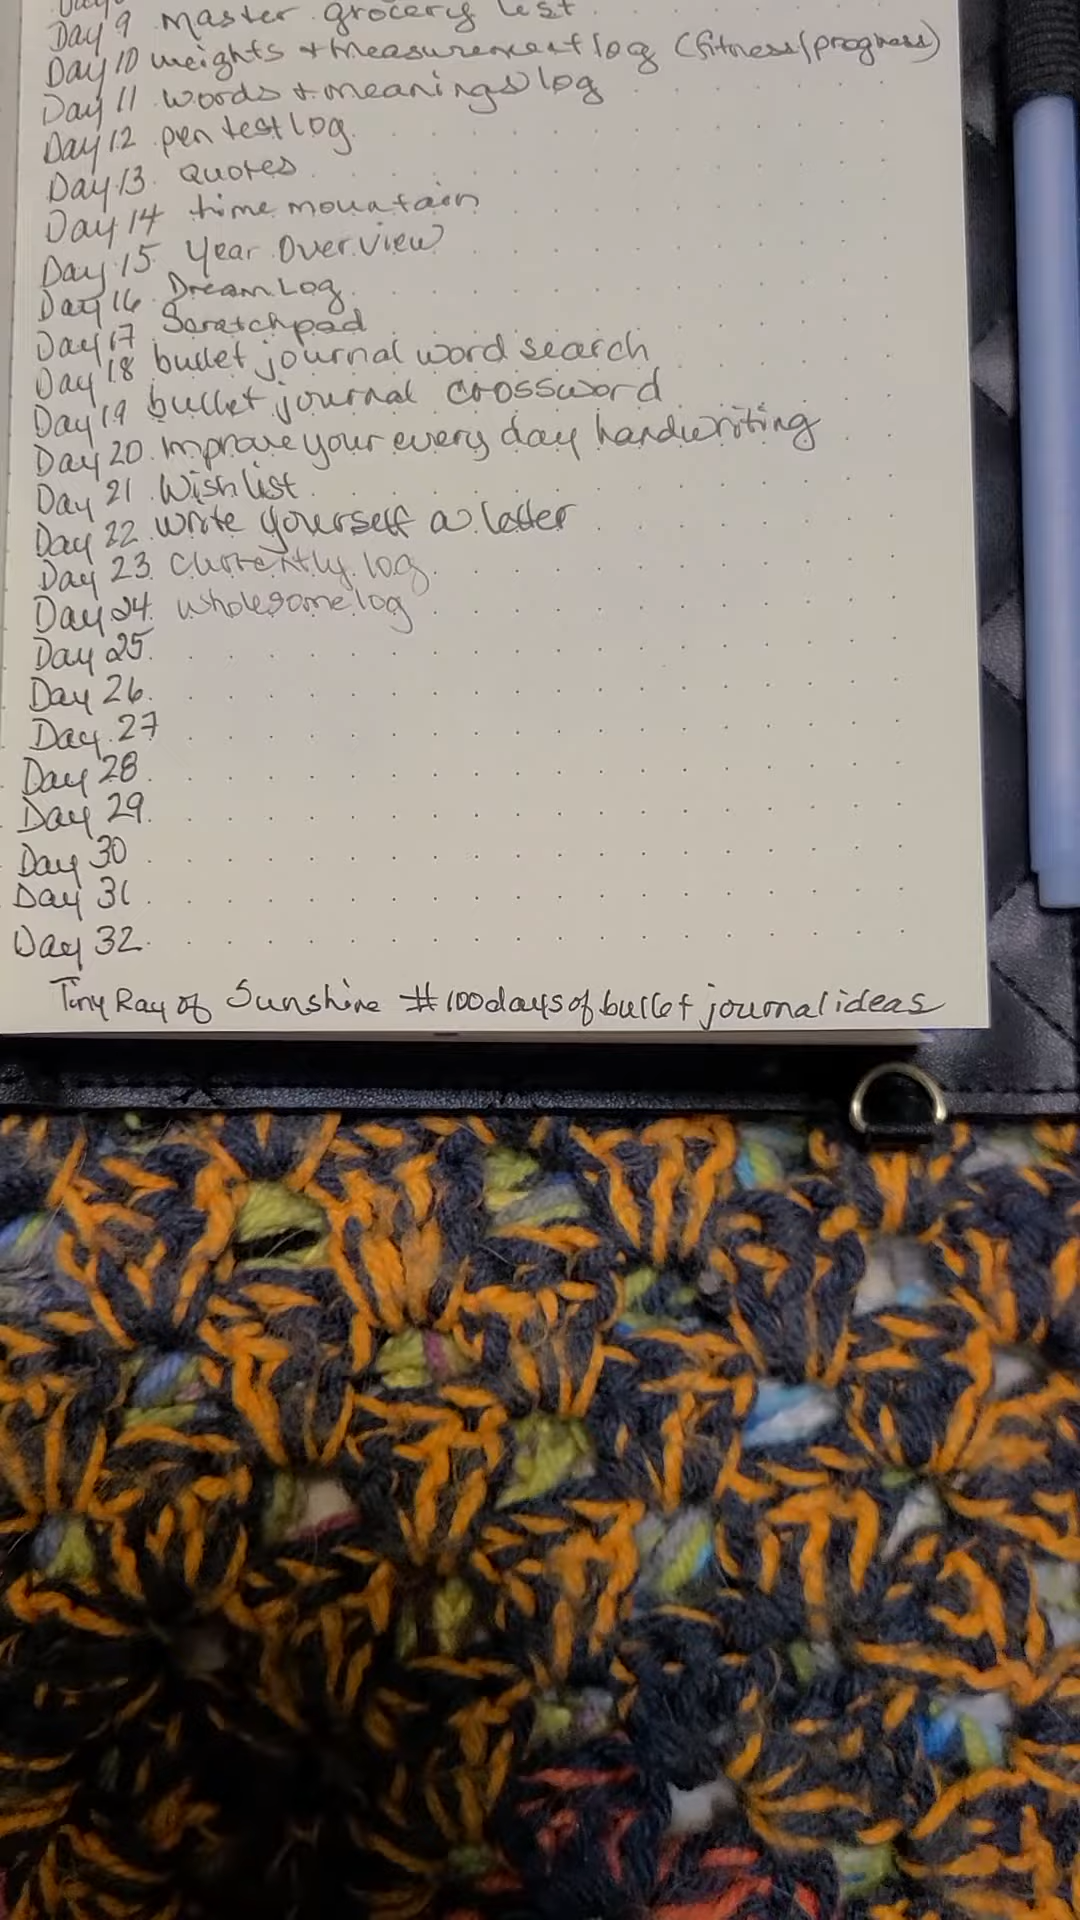 Day 9 Master grocery List
Day 10 weights + measurement log (fitness/progress)
Day 11 words + meanings log
Day 12 pen test log
Day 13 Quotes
Day 14 time mountain
Day 15 Year Overview
Day 16 Dream Log
Day 17 Scratchpad
Day 18 bullet journal word search
Day 19 bullet journal crossword
Day 20 Improve your every day handwriting
Day 21 Wish list
Day 22 Write yourself a letter
Day 23 Currently log
Day 24 Wholesome log
Day 25
Day 26
Day 27
Day 28
Day 29
Day 30
Day 31
Day 32
Tiny Ray of Sunshine #100daysofbulletjournalideas